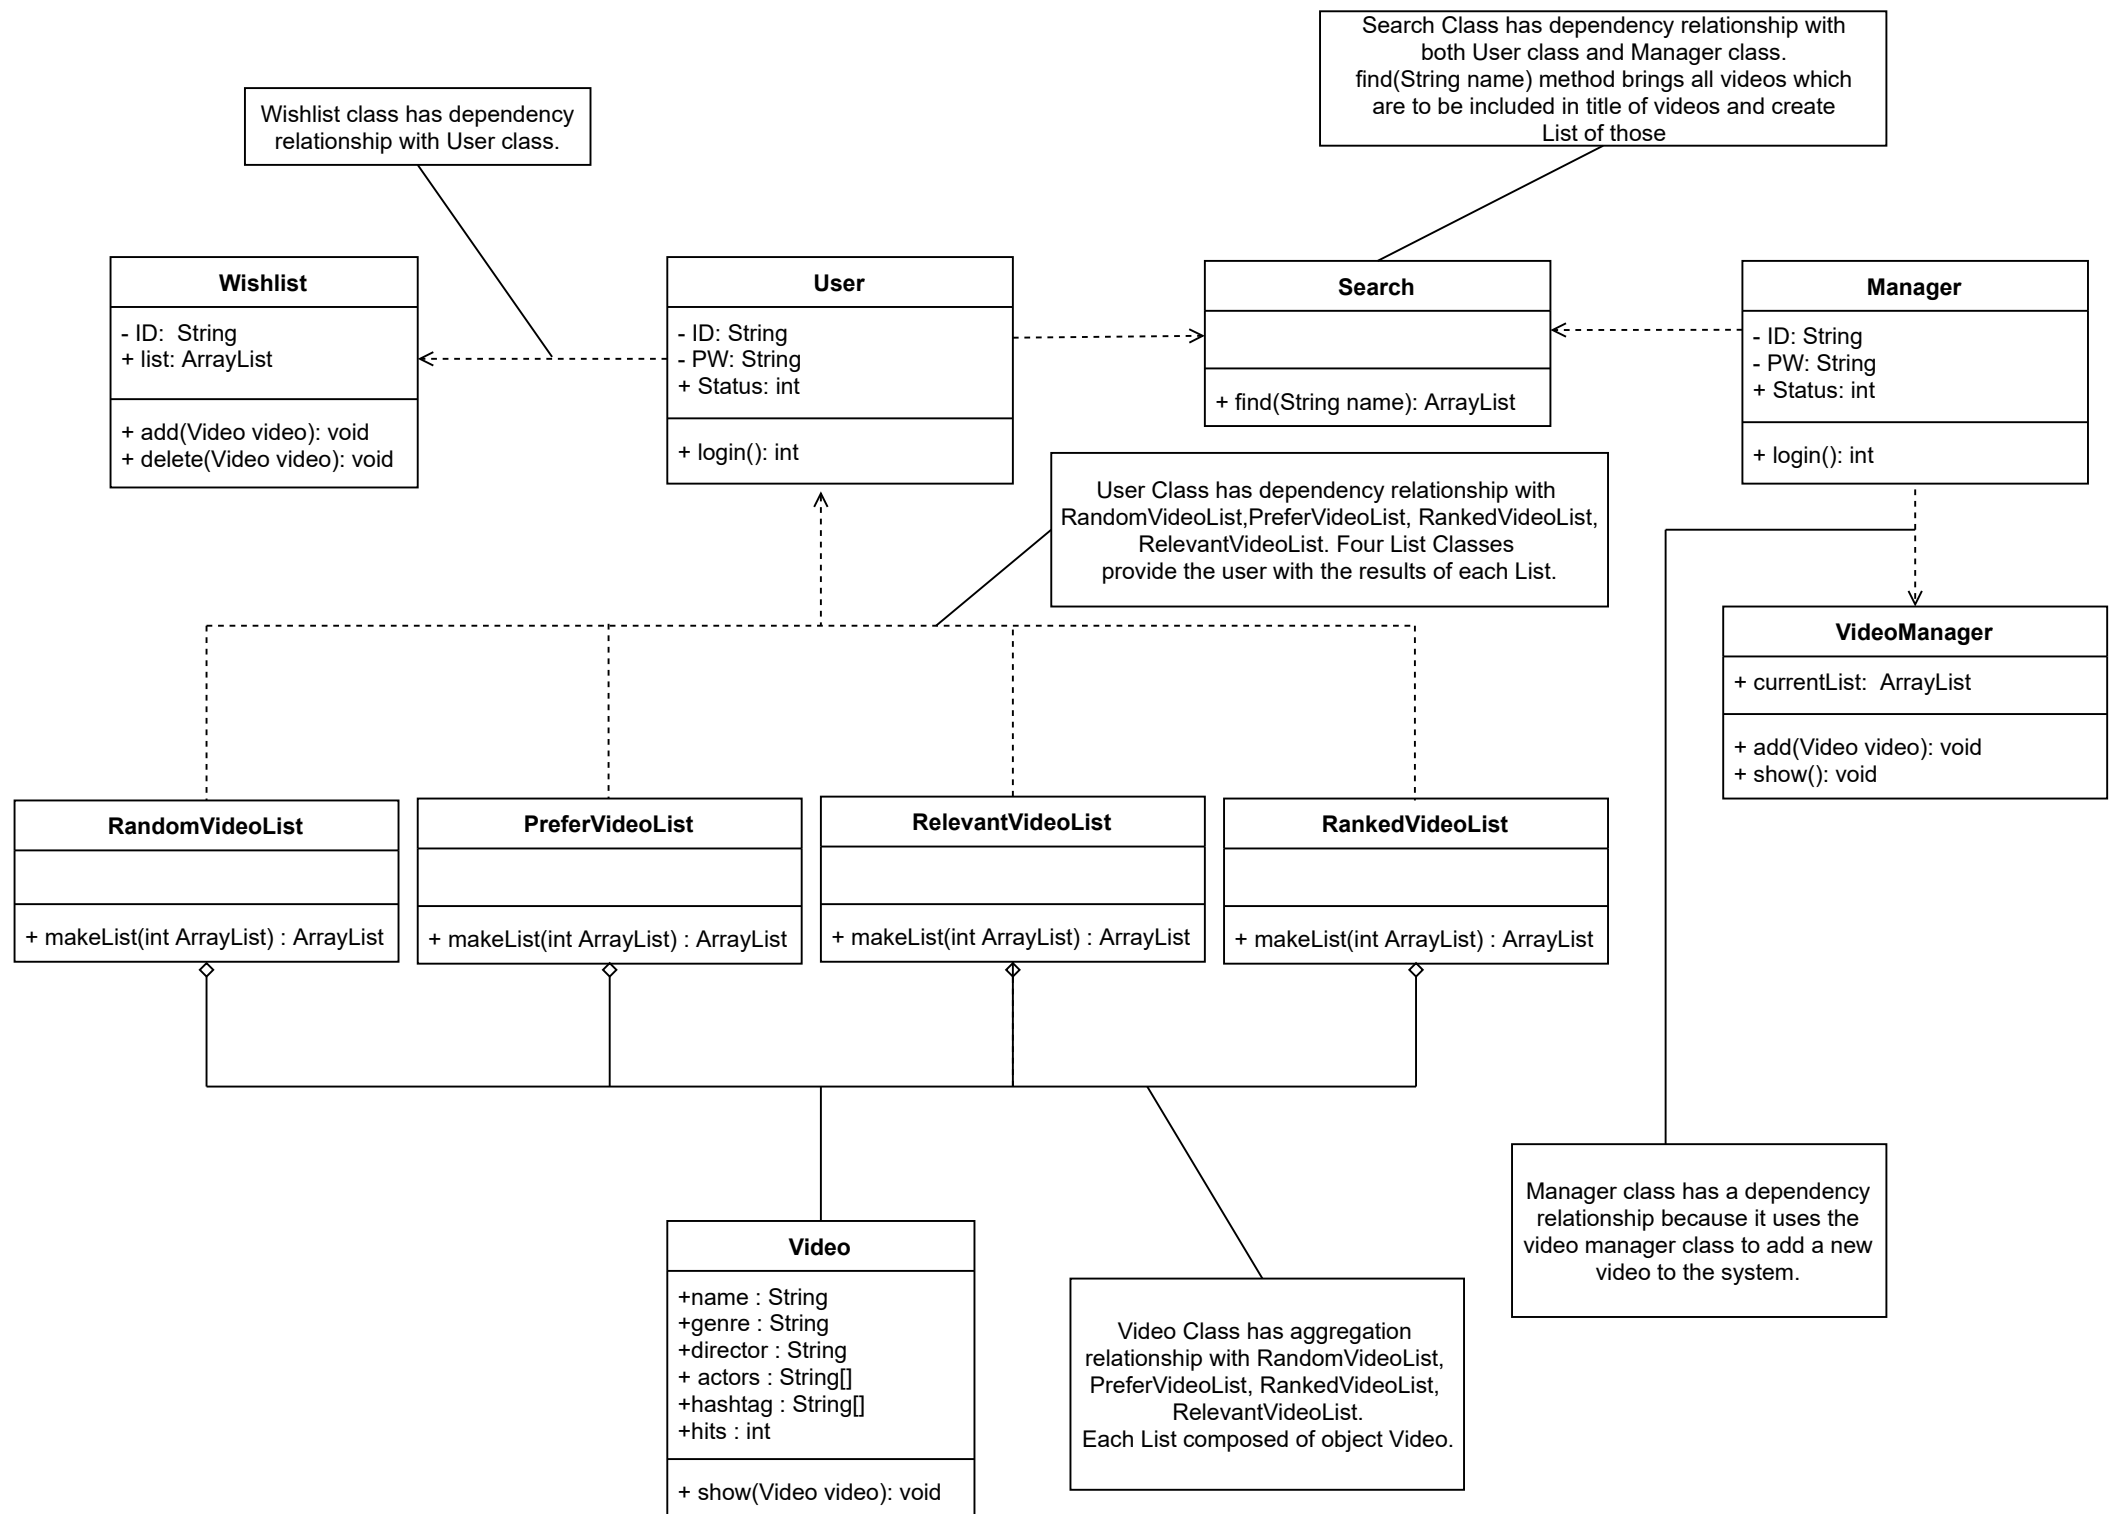 Search Class has dependency relationship with
both User class and Manager class.
find(String name) method brings all videos which
are to be included in title of videos and create
List of those
Wishlist class has dependency
relationship with User class.
Wishlist
- ID:  String
+ list: ArrayList
+ add(Video video): void
+ delete(Video video): void
User
- ID: String
- PW: String
+ Status: int
+ login(): int
Search
+ find(String name): ArrayList
Manager
- ID: String
- PW: String
+ Status: int
+ login(): int
User Class has dependency relationship with
RandomVideoList,PreferVideoList, RankedVideoList,
RelevantVideoList. Four List Classes
provide the user with the results of each List.
VideoManager
+ currentList:  ArrayList
+ add(Video video): void
+ show(): void
RandomVideoList
+ makeList(int ArrayList) : ArrayList
PreferVideoList
+ makeList(int ArrayList) : ArrayList
RelevantVideoList
+ makeList(int ArrayList) : ArrayList
RankedVideoList
+ makeList(int ArrayList) : ArrayList
Manager class has a dependency
relationship because it uses the
video manager class to add a new
video to the system.
Video
+name : String
+genre : String
+director : String
+ actors : String[]
+hashtag : String[]
+hits : int
+ show(Video video): void
Video Class has aggregation
relationship with RandomVideoList,
PreferVideoList, RankedVideoList,
RelevantVideoList.
Each List composed of object Video.